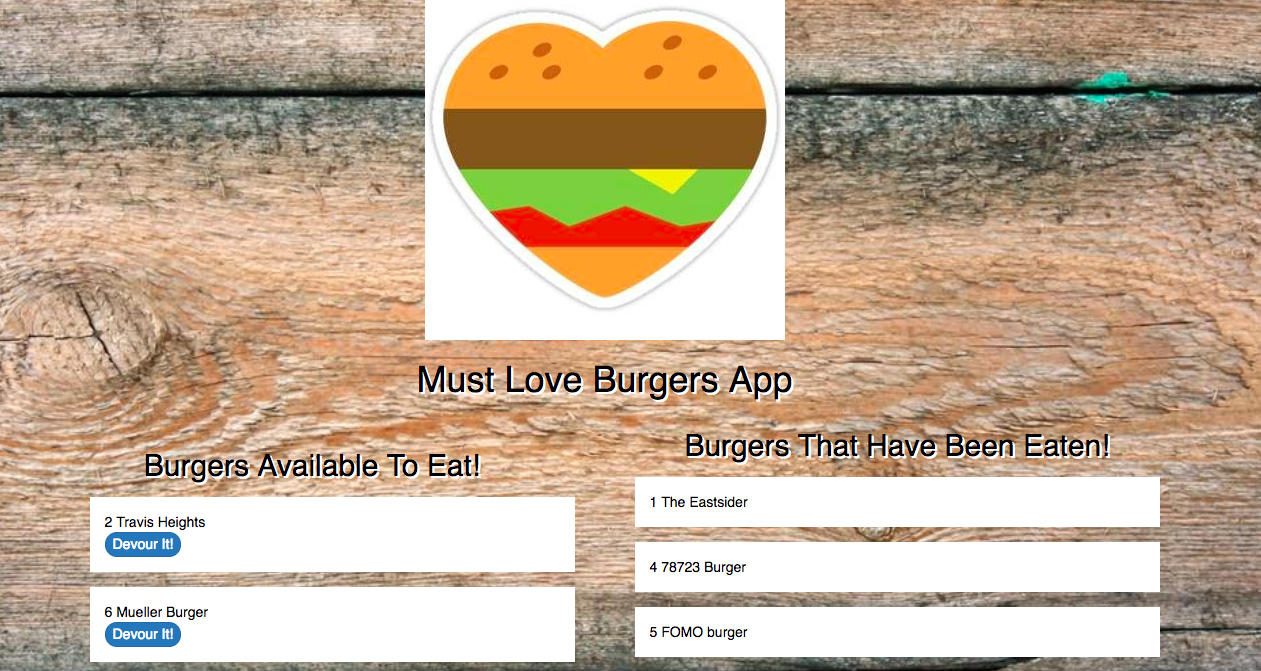 Must Love Burgers App
Burgers Available To Eat!
2 Travis Heights
Devour It!
6 Mueller Burger
Devour It!
Burgers That Have Been Eaten!
1 The Eastsider
4 78723 Burger
5 FOMO burger